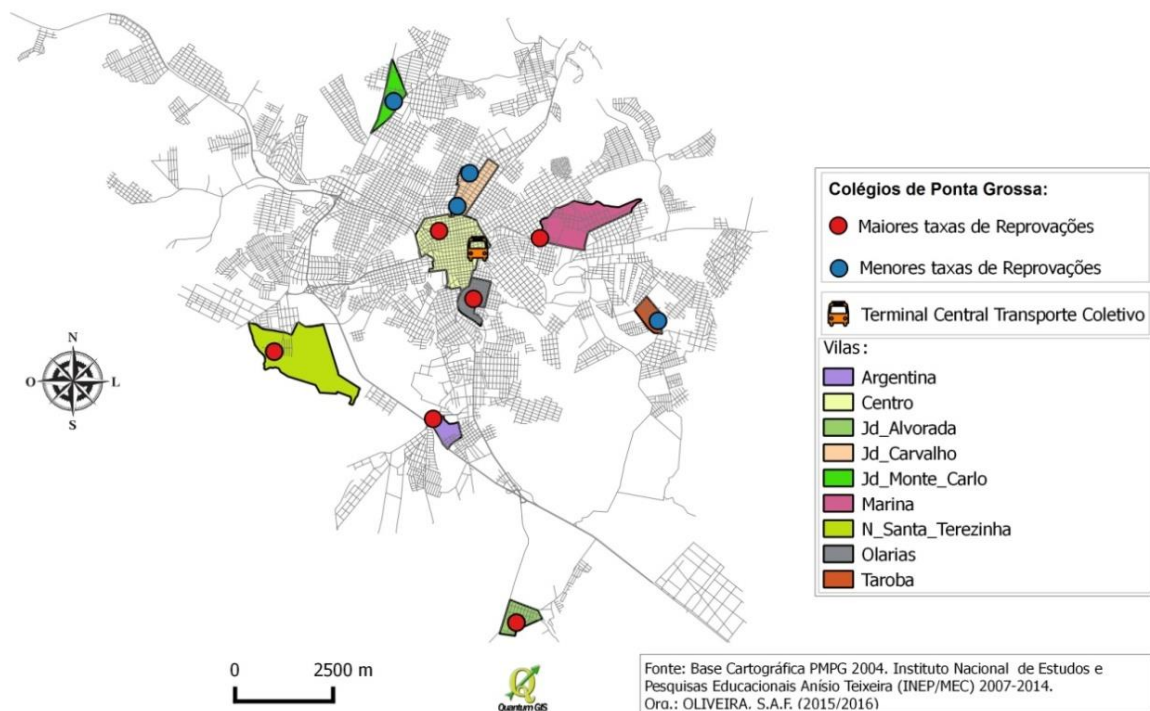 Colégios de Ponta Grossa:
Maiores taxas de Reprovações
Menores taxas de Reprovações
Terminal Central Transporte Coletivo
Vilas :
Argentina
Centro
Jd_Alvorada
Jd_Carvalho
Jd_Monte_Carlo
Marina
N_Santa_Terezinha
Olarias
Taroba
N
O
L
S
0 2500 m
Quantum GIS
Fonte: Base Cartográfica PMPG 2004. Instituto Nacional de Estudos e
Pesquisas Educacionais Anísio Teixeira (INEP/MEC) 2007-2014.
Org.: OLIVEIRA. S.A.F. (2015/2016)